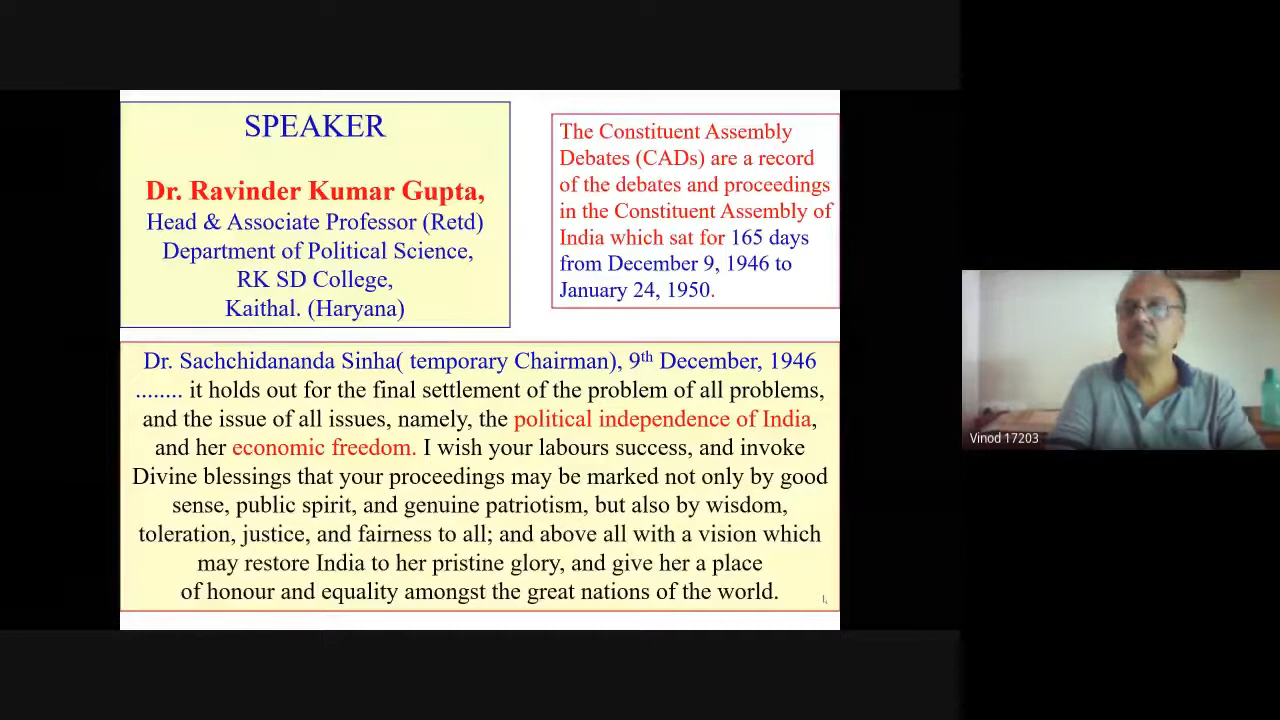 SPEAKER
Dr. Ravinder Kumar Gupta,
Head & Associate Professor (Retd)
Department of Political Science,
RK SD College,
Kaithal. (Haryana)
The Constituent Assembly
Debates (CADs) are a record
of the debates and proceedings
in the Constituent Assembly of
India which sat for 165 days
from December 9, 1946 to
January 24, 1950.
Dr. Sachchidananda Sinha( temporary Chairman), 9th December, 1946
........ it holds out for the final settlement of the problem of all problems,
and the issue of all issues, namely, the political independence of India,
and her economic freedom. I wish your labours success, and invoke
Divine blessings that your proceedings may be marked not only by good
sense, public spirit, and genuine patriotism, but also by wisdom,
toleration, justice, and fairness to all; and above all with a vision which
may restore India to her pristine glory, and give her a place
of honour and equality amongst the great nations of the world.
Vinod 17203